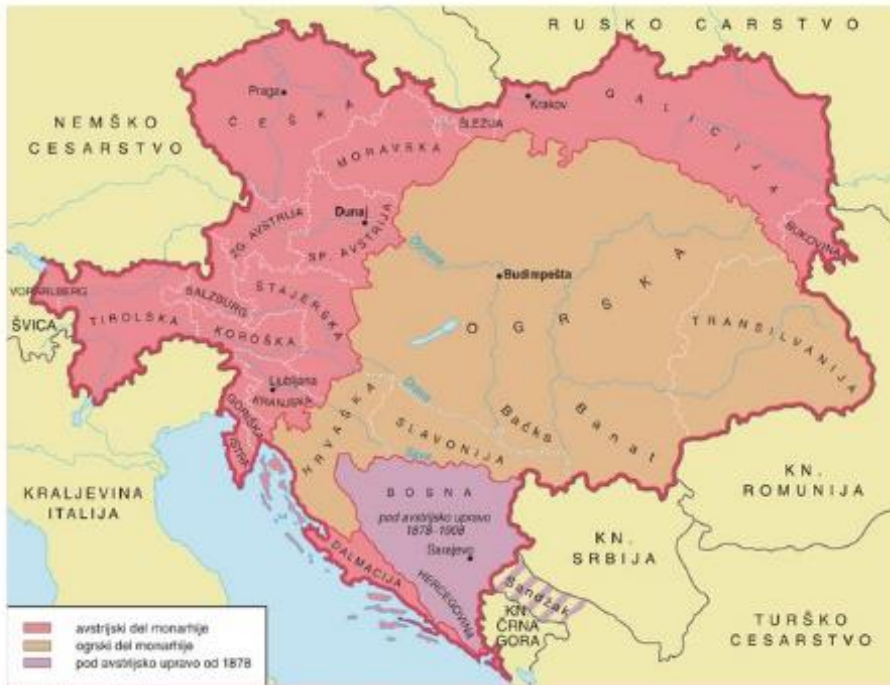 RUSKO CARSTVO
Praga
ČEŠKA
Krakov
GALICIJA
ŠLEZIJA
NEMŠKO
CESARSTVO
MORAVSKA
Dunaj
ZG. AVSTRIJA
SP. AVSTRIJA
BUKOVINA
Donava
Budimpešta
VORARLBERG
SALZBURG
ŠTAJERSKA
OGRSKA
ŠVICA
TIROLSKA
KOROŠKA
TRANSILVANIJA
Ljubljana
KRANJSKA
Drava
GORIŠKA
ISTRA
HRVAŠKA
SLAVONIJA
Bačka
Banat
Sava
KRALJEVINA
ITALIJA
BOSNA
pod avstrijsko upravo
1878–1908
Sarajevo
KN.
ROMUNIJA
KN.
SRBIJA
DALMACIJA
HERCEGOVINA
Sandžak
KN.
ČRNA
GORA
TURŠKO
CESARSTVO
avstrijski del monarhije
ogrski del monarhije
pod avstrijsko upravo od 1878